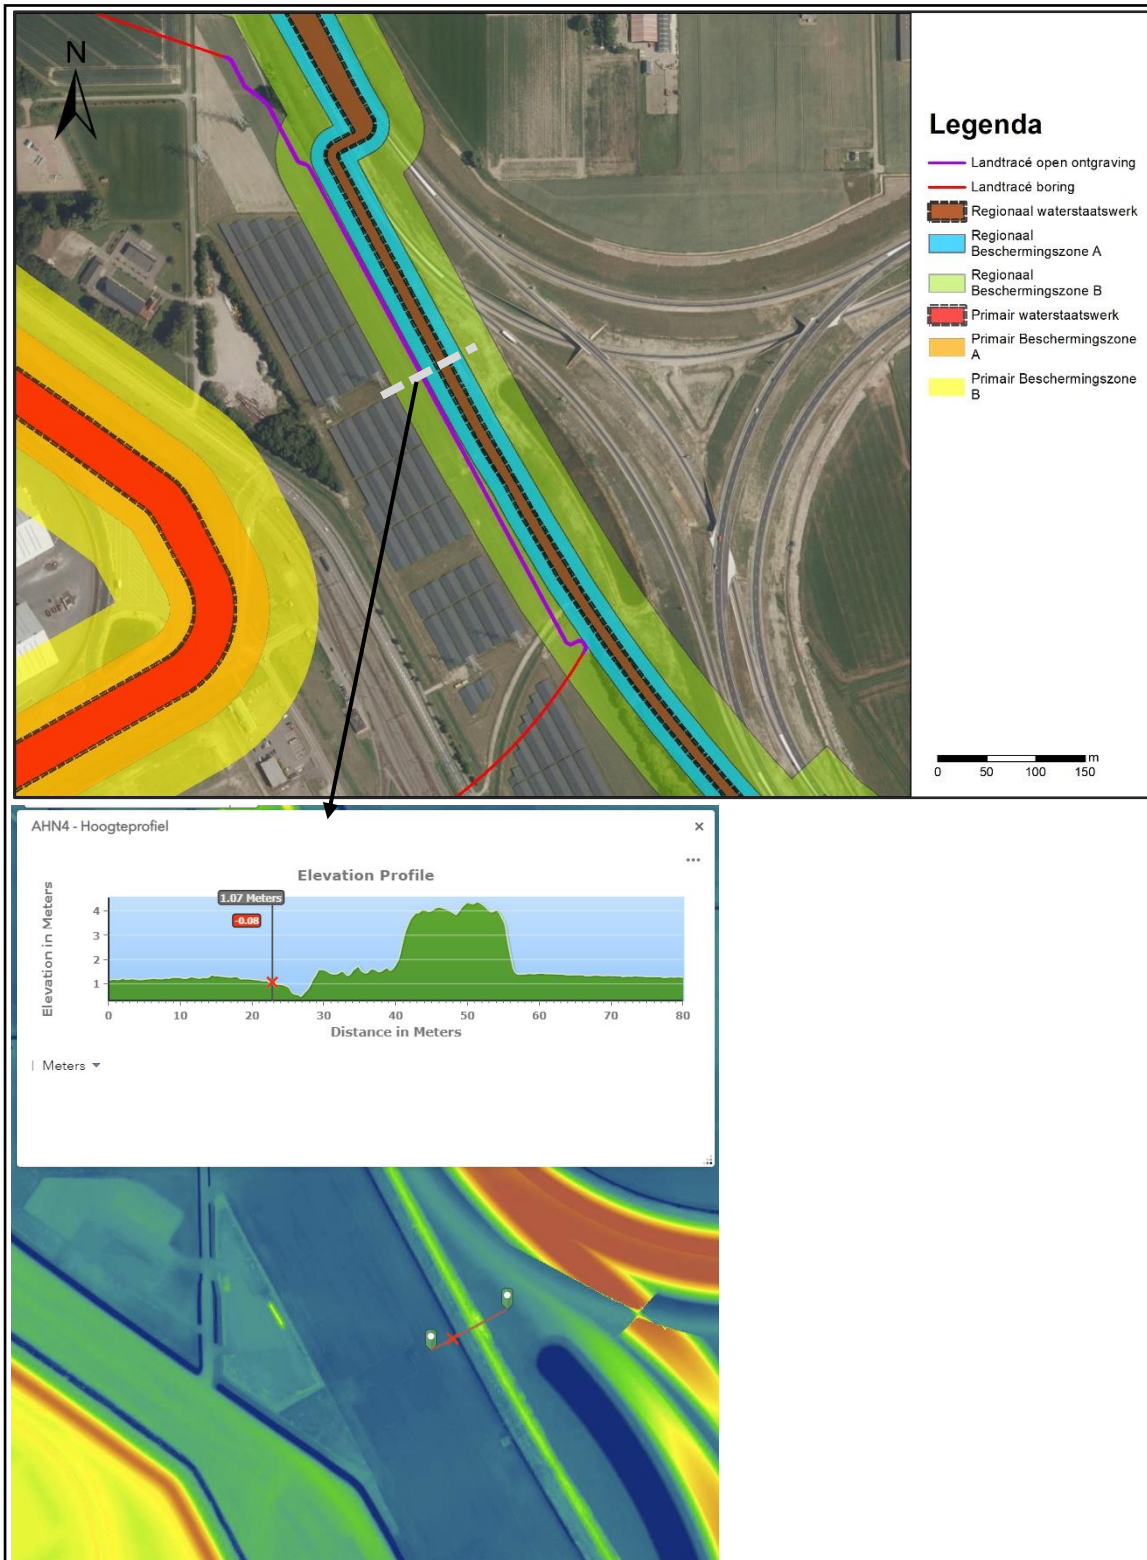 N
Legenda
Landtracé open ontgraving
Landtracé boring
Regionaal waterstaatswerk
Regionaal
Beschermingszone A
Regionaal
Beschermingszone B
Primair waterstaatswerk
Primair Beschermingszone
A
Primair Beschermingszone
B
m
0 50 100 150
AHN4 - Hoogteprofiel
Elevation Profile
1.07 Meters
-0.08
Elevation in Meters
4
3
2
1
0 10 20 30 40 50 60 70 80
Distance in Meters
Meters